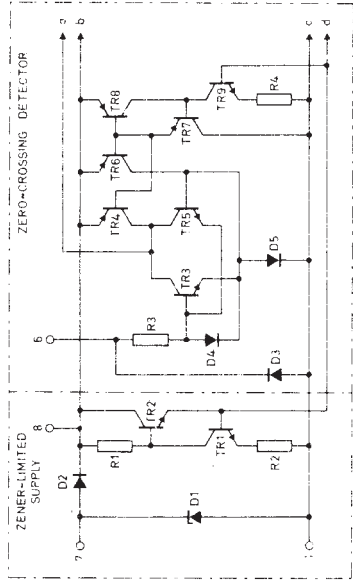 ZENER-LIMITED
SUPPLY
ZERO-CROSSING DETECTOR
8
6
a
b
7
D2
R1
TR2
R3
TR4
TR6
TR8
D1
TR3
TR5
TR7
TR1
D4
TR9
R2
D3
D5
R4
c
d